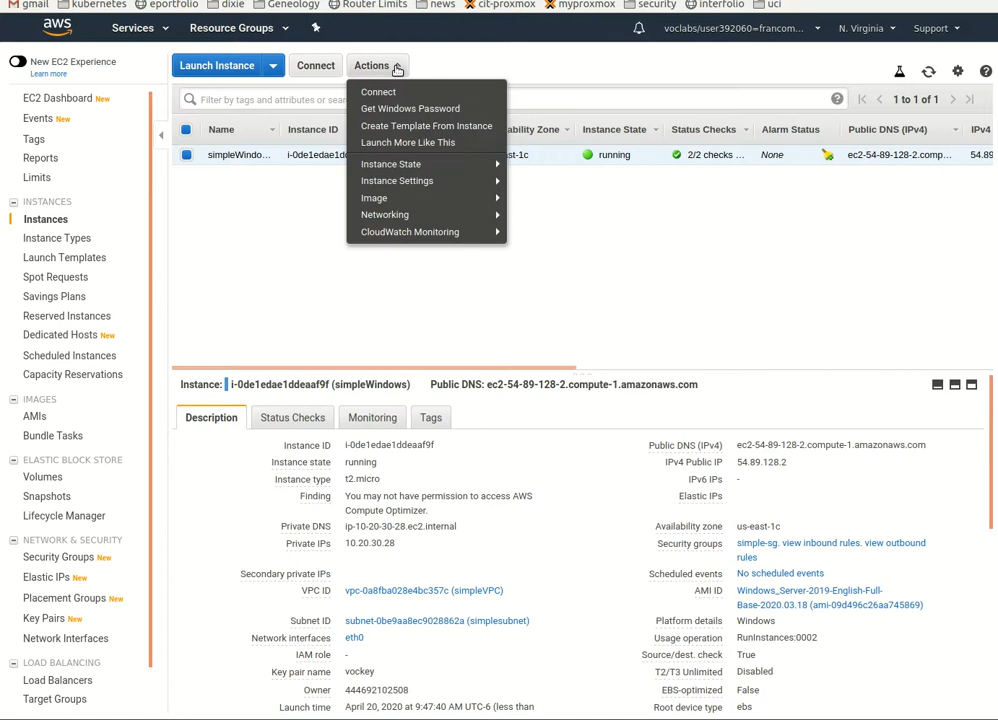 gmail kubernetes eportfolio dixie Geneology Router Limits news cit-proxmox myproxmox security interfolio uci
aws Services Resource Groups voclabs/user392060=francom... N. Virginia Support
New EC2 Experience
Learn more
Launch Instance Connect Actions
EC2 Dashboard New
Events New
Tags
Reports
Limits
INSTANCES
Instances
Instance Types
Launch Templates
Spot Requests
Savings Plans
Reserved Instances
Dedicated Hosts New
Scheduled Instances
Capacity Reservations
IMAGES
AMIs
Bundle Tasks
ELASTIC BLOCK STORE
Volumes
Snapshots
Lifecycle Manager
NETWORK & SECURITY
Security Groups New
Elastic IPs New
Placement Groups New
Key Pairs New
Network Interfaces
LOAD BALANCING
Load Balancers
Target Groups
Connect
Get Windows Password
Create Template From Instance
Launch More Like This
Instance State
Instance Settings
Image
Networking
CloudWatch Monitoring
Filter by tags and attributes or sear 1 to 1 of 1
Name Instance ID ability Zone Instance State Status Checks Alarm Status Public DNS (IPv4) IPv4
simpleWindo... i-0de1edae1dd st-1c running 2/2 checks ... None ec2-54-89-128-2.comp... 54.89
Instance: i-0de1edae1ddeaaf9f (simpleWindows) Public DNS: ec2-54-89-128-2.compute-1.amazonaws.com
Description Status Checks Monitoring Tags
Instance ID i-0de1edae1ddeaaf9f
Instance state running
Instance type t2.micro
Finding You may not have permission to access AWS
Compute Optimizer.
Private DNS ip-10-20-30-28.ec2.internal
Private IPs 10.20.30.28
Secondary private IPs
VPC ID vpc-0a8fba028e4bc357c (simpleVPC)
Subnet ID subnet-0be9aa8ec9028862a (simplesubnet)
Network interfaces eth0
IAM role -
Key pair name vockey
Owner 444692102508
Launch time April 20, 2020 at 9:47:40 AM UTC-6 (less than
Public DNS (IPv4) ec2-54-89-128-2.compute-1.amazonaws.com
IPv4 Public IP 54.89.128.2
IPv6 IPs -
Elastic IPs
Availability zone us-east-1c
Security groups simple-sg. view inbound rules. view outbound
rules
Scheduled events No scheduled events
AMI ID Windows_Server-2019-English-Full-
Base-2020.03.18 (ami-09d496c26aa745869)
Platform details Windows
Usage operation RunInstances:0002
Source/dest. check True
T2/T3 Unlimited Disabled
EBS-optimized False
Root device type ebs